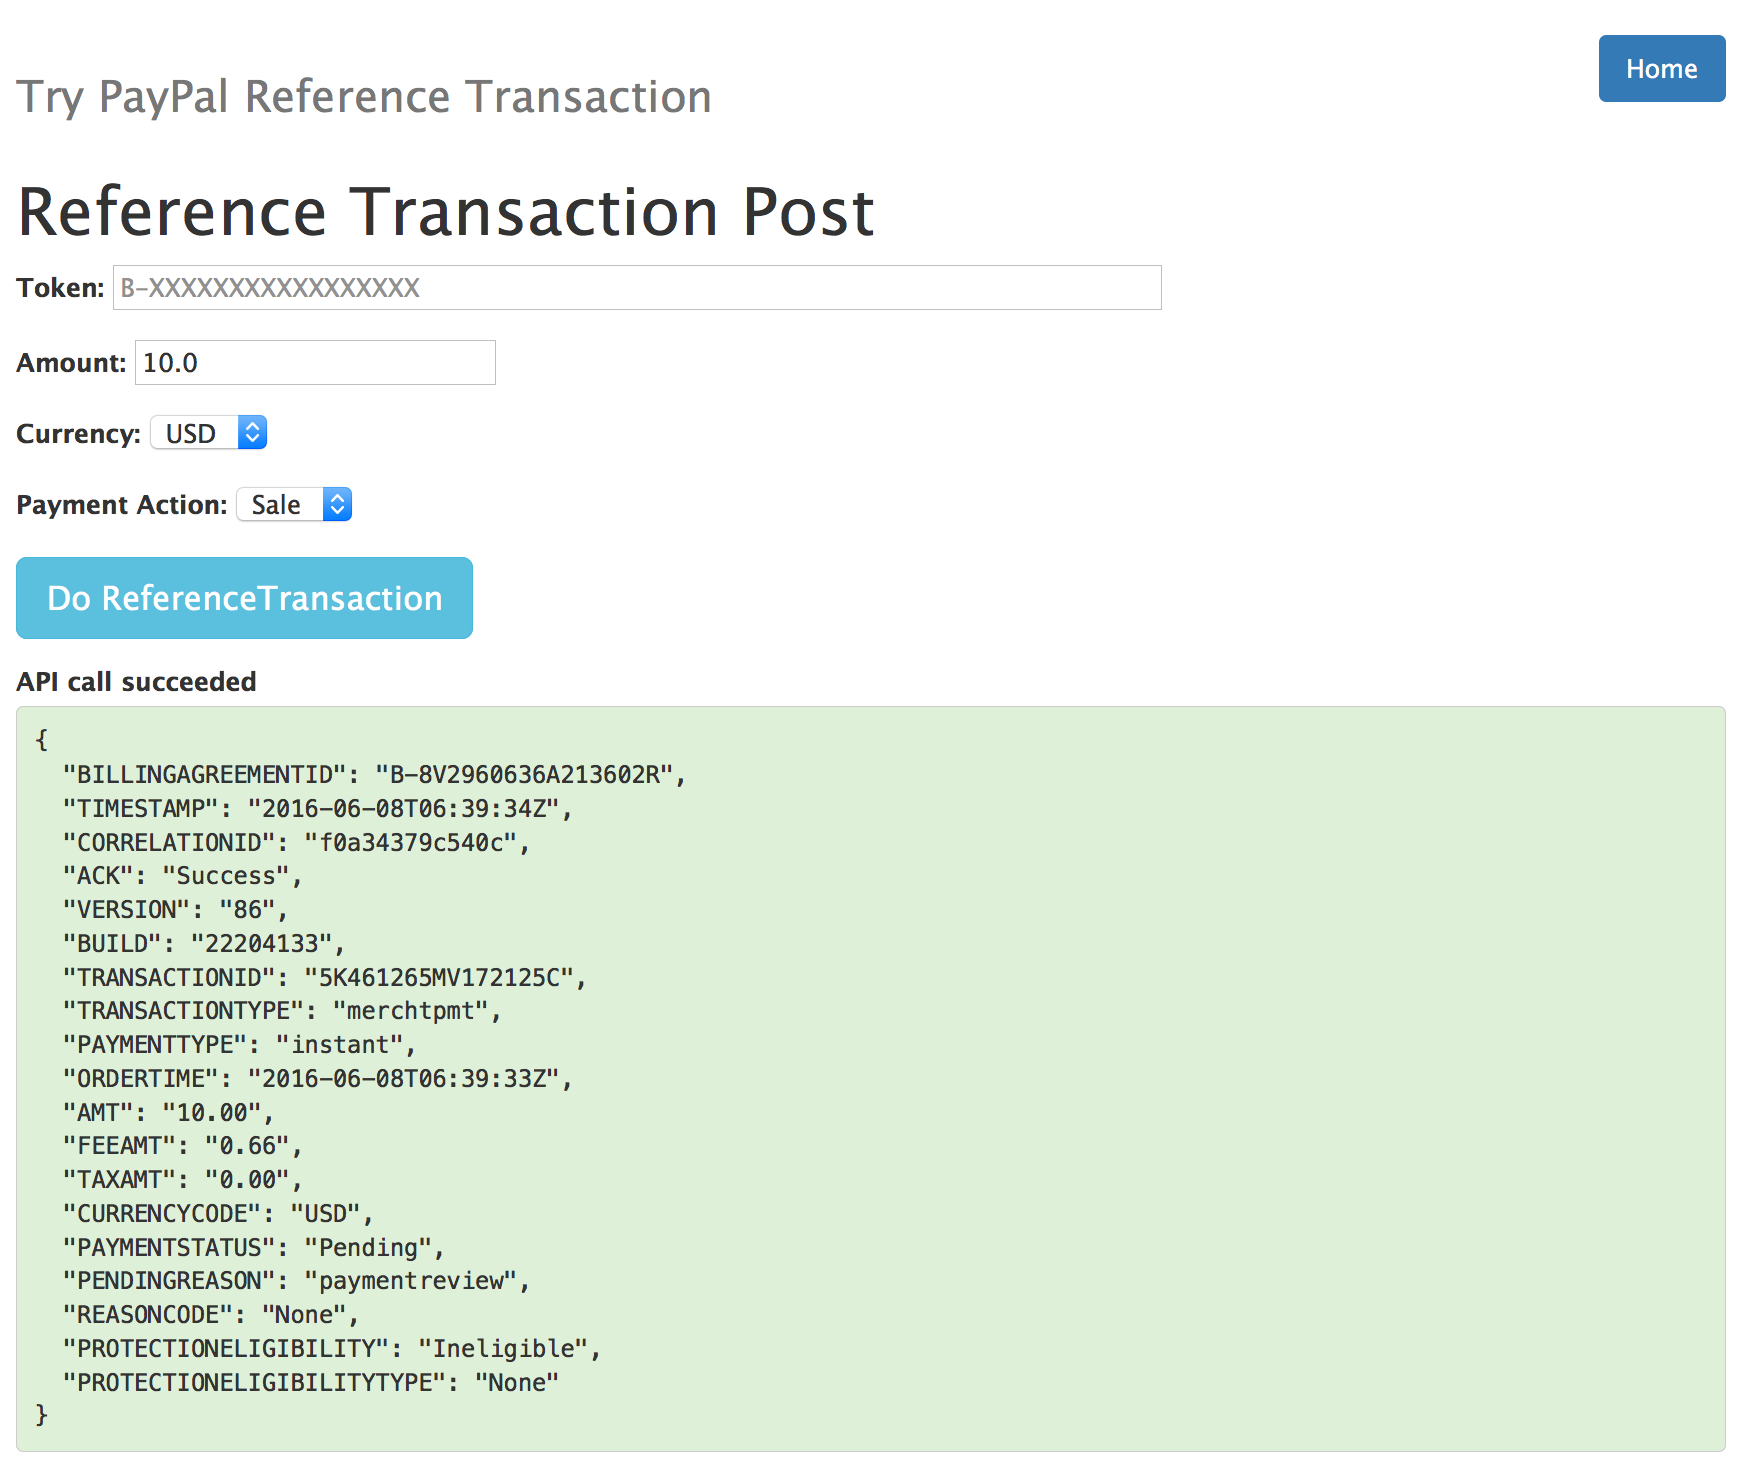 Home
Try PayPal Reference Transaction
Reference Transaction Post
Token: B-XXXXXXXXXXXXXXXXX
Amount: 10.0
Currency: USD
Payment Action: Sale
Do ReferenceTransaction
API call succeeded
{
  "BILLINGAGREEMENTID": "B-8V2960636A213602R",
  "TIMESTAMP": "2016-06-08T06:39:34Z",
  "CORRELATIONID": "f0a34379c540c",
  "ACK": "Success",
  "VERSION": "86",
  "BUILD": "22204133",
  "TRANSACTIONID": "5K461265MV172125C",
  "TRANSACTIONTYPE": "merchtpmt",
  "PAYMENTTYPE": "instant",
  "ORDERTIME": "2016-06-08T06:39:33Z",
  "AMT": "10.00",
  "FEEAMT": "0.66",
  "TAXAMT": "0.00",
  "CURRENCYCODE": "USD",
  "PAYMENTSTATUS": "Pending",
  "PENDINGREASON": "paymentreview",
  "REASONCODE": "None",
  "PROTECTIONELIGIBILITY": "Ineligible",
  "PROTECTIONELIGIBILITYTYPE": "None"
}